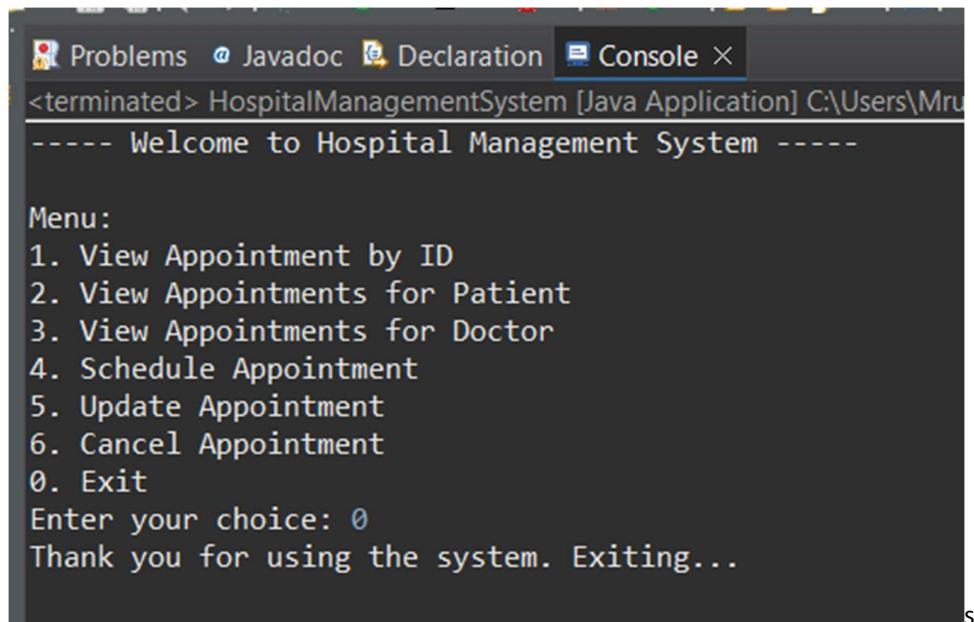 Problems @ Javadoc Declaration Console ×
<terminated> HospitalManagementSystem [Java Application] C:\Users\Mru
----- Welcome to Hospital Management System -----
Menu:
1. View Appointment by ID
2. View Appointments for Patient
3. View Appointments for Doctor
4. Schedule Appointment
5. Update Appointment
6. Cancel Appointment
0. Exit
Enter your choice: 0
Thank you for using the system. Exiting...
s